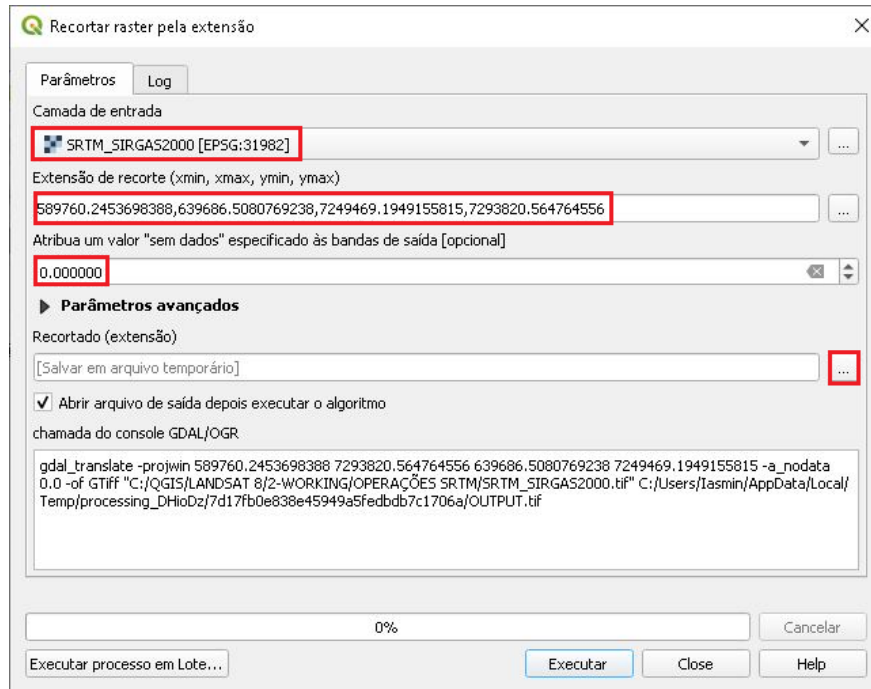 Recortar raster pela extensão
Parâmetros
Log
Camada de entrada
SRTM_SIRGAS2000 [EPSG:31982]
...
Extensão de recorte (xmin, xmax, ymin, ymax)
589760.2453698388,639686.5080769238,7249469.1949155815,7293820.564764556
...
Atribua um valor "sem dados" especificado às bandas de saída [opcional]
0.000000
Parâmetros avançados
Recortado (extensão)
[Salvar em arquivo temporário]
...
Abrir arquivo de saída depois executar o algoritmo
chamada do console GDAL/OGR
gdal_translate -projwin 589760.2453698388 7293820.564764556 639686.5080769238 7249469.1949155815 -a_nodata
0.0 -of GTiff "C:/QGIS/LANDSAT 8/2-WORKING/OPERAÇÕES SRTM/SRTM_SIRGAS2000.tif" C:/Users/Iasmin/AppData/Local/
Temp/processing_DHioDz/7d17fb0e838e45949a5fedbdb7c1706a/OUTPUT.tif
0%
Cancelar
Executar processo em Lote...
Executar
Close
Help